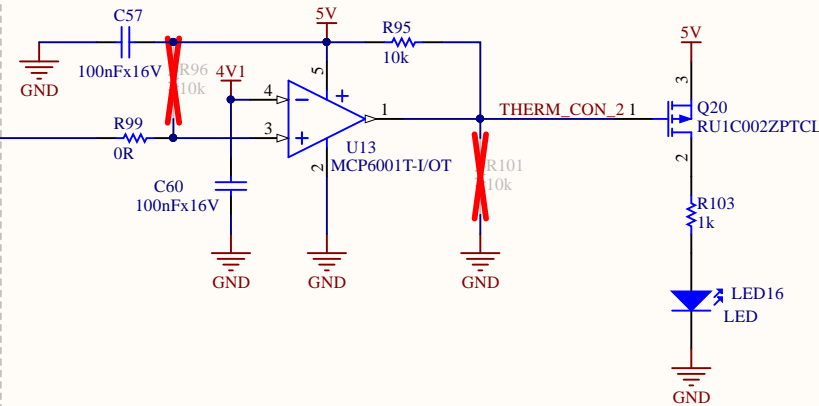 C57
100nFx16V
GND
R96
10k
5V
R95
10k
4V1
R99
0R
4
3
5
2
1
U13
MCP6001T-I/OT
C60
100nFx16V
GND
GND
R101
10k
GND
THERM_CON_2
1
5V
3
Q20
RU1C002ZPTCL
2
R103
1k
LED16
LED
GND